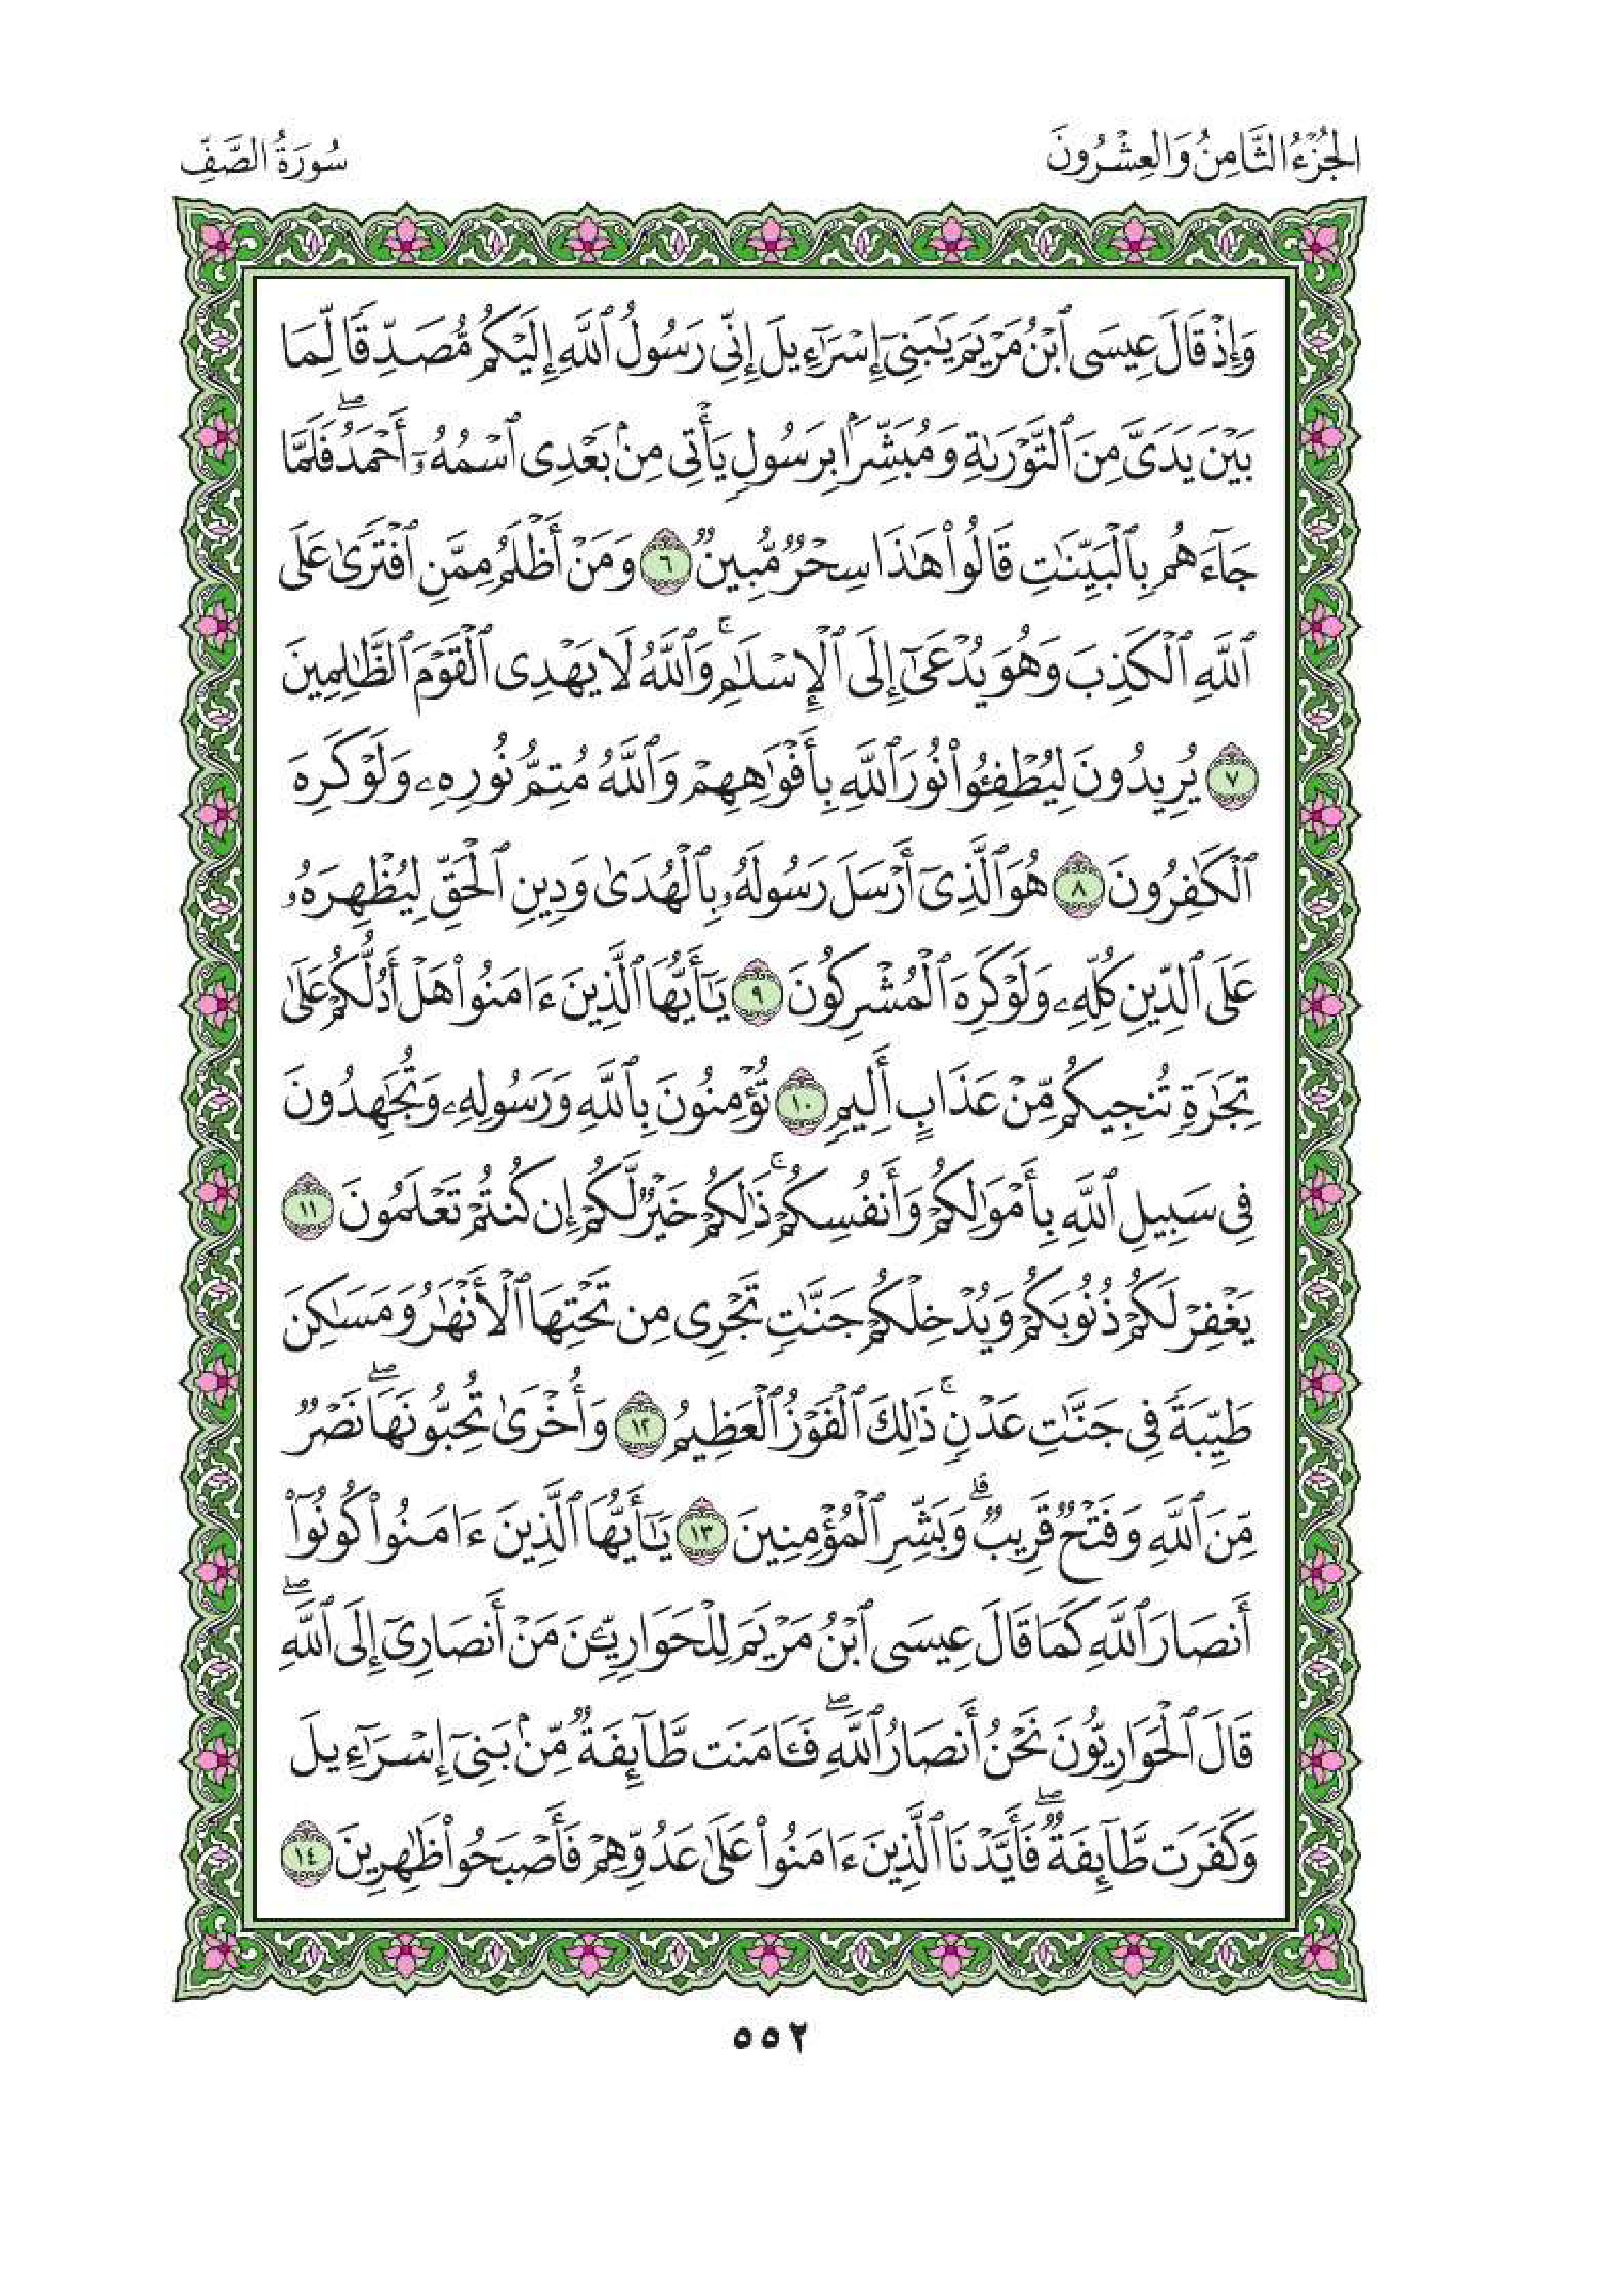 الجُزْءُ الثَّامِنُ وَالعِشْرُونَ
سُورَةُ الصَّفِّ
وَإِذْ قَالَ عِيسَى ٱبْنُ مَرْيَمَ يَٰبَنِىٓ إِسْرَٰٓءِيلَ إِنِّى رَسُولُ ٱللَّهِ إِلَيْكُم مُّصَدِّقًا لِّمَا
بَيْنَ يَدَىَّ مِنَ ٱلتَّوْرَىٰةِ وَمُبَشِّرًۢا بِرَسُولٍ يَأْتِى مِنۢ بَعْدِى ٱسْمُهُۥٓ أَحْمَدُۖ فَلَمَّا
جَآءَهُم بِٱلْبَيِّنَٰتِ قَالُوا۟ هَٰذَا سِحْرٌ مُّبِينٌ ٦ وَمَنْ أَظْلَمُ مِمَّنِ ٱفْتَرَىٰ عَلَى
ٱللَّهِ ٱلْكَذِبَ وَهُوَ يُدْعَىٰٓ إِلَى ٱلْإِسْلَٰمِۚ وَٱللَّهُ لَا يَهْدِى ٱلْقَوْمَ ٱلظَّٰلِمِينَ
٧ يُرِيدُونَ لِيُطْفِـُٔوا۟ نُورَ ٱللَّهِ بِأَفْوَٰهِهِمْ وَٱللَّهُ مُتِمُّ نُورِهِۦ وَلَوْ كَرِهَ
ٱلْكَٰفِرُونَ ٨ هُوَ ٱلَّذِىٓ أَرْسَلَ رَسُولَهُۥ بِٱلْهُدَىٰ وَدِينِ ٱلْحَقِّ لِيُظْهِرَهُۥ
عَلَى ٱلدِّينِ كُلِّهِۦ وَلَوْ كَرِهَ ٱلْمُشْرِكُونَ ٩ يَٰٓأَيُّهَا ٱلَّذِينَ ءَامَنُوا۟ هَلْ أَدُلُّكُمْ عَلَىٰ
تِجَٰرَةٍ تُنجِيكُم مِّنْ عَذَابٍ أَلِيمٍ ١٠ تُؤْمِنُونَ بِٱللَّهِ وَرَسُولِهِۦ وَتُجَٰهِدُونَ
فِى سَبِيلِ ٱللَّهِ بِأَمْوَٰلِكُمْ وَأَنفُسِكُمْۚ ذَٰلِكُمْ خَيْرٌ لَّكُمْ إِن كُنتُمْ تَعْلَمُونَ ١١
يَغْفِرْ لَكُمْ ذُنُوبَكُمْ وَيُدْخِلْكُمْ جَنَّٰتٍ تَجْرِى مِن تَحْتِهَا ٱلْأَنْهَٰرُ وَمَسَٰكِنَ
طَيِّبَةً فِى جَنَّٰتِ عَدْنٍۚ ذَٰلِكَ ٱلْفَوْزُ ٱلْعَظِيمُ ١٢ وَأُخْرَىٰ تُحِبُّونَهَاۖ نَصْرٌ
مِّنَ ٱللَّهِ وَفَتْحٌ قَرِيبٌۗ وَبَشِّرِ ٱلْمُؤْمِنِينَ ١٣ يَٰٓأَيُّهَا ٱلَّذِينَ ءَامَنُوا۟ كُونُوٓا۟
أَنصَارَ ٱللَّهِ كَمَا قَالَ عِيسَى ٱبْنُ مَرْيَمَ لِلْحَوَارِيِّـۧنَ مَنْ أَنصَارِىٓ إِلَى ٱللَّهِۖ
قَالَ ٱلْحَوَارِيُّونَ نَحْنُ أَنصَارُ ٱللَّهِۖ فَـَٔامَنَت طَّآئِفَةٌ مِّنۢ بَنِىٓ إِسْرَٰٓءِيلَ
وَكَفَرَت طَّآئِفَةٌۖ فَأَيَّدْنَا ٱلَّذِينَ ءَامَنُوا۟ عَلَىٰ عَدُوِّهِمْ فَأَصْبَحُوا۟ ظَٰهِرِينَ ١٤
٥٥٢